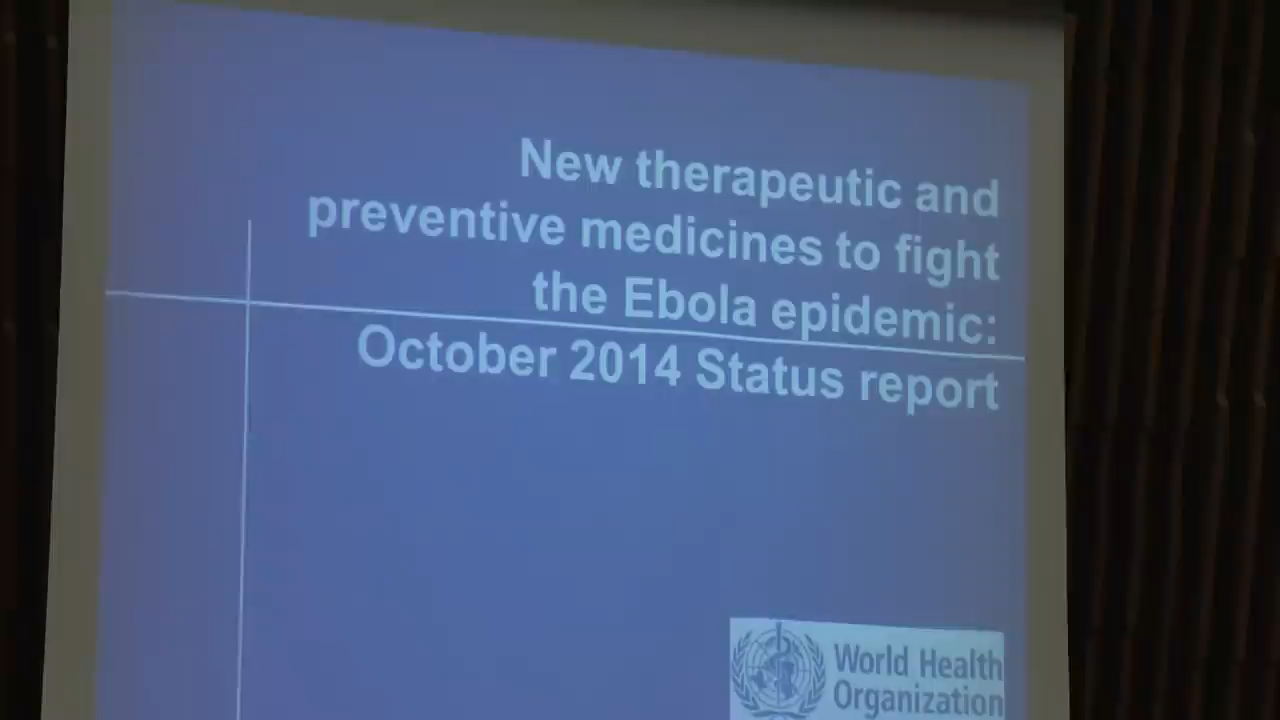 New therapeutic and
preventive medicines to fight
the Ebola epidemic:
October 2014 Status report
World Health
Organization